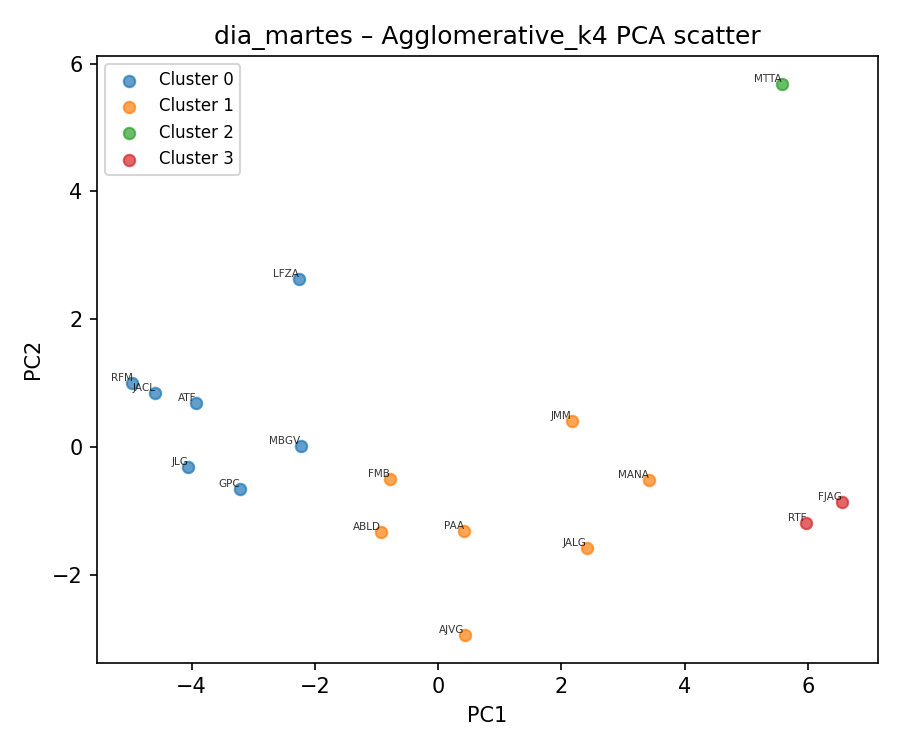 dia_martes – Agglomerative_k4 PCA scatter
Cluster 0
Cluster 1
Cluster 2
Cluster 3
6
4
2
0
−2
PC2
MTTA
LFZA
RFM
JACL
ATF
JLG
MBGV
GPC
JMM
FMB
MANA
FJAG
ABLD
PAA
RTF
JALG
AJVG
−4
−2
0
2
4
6
PC1